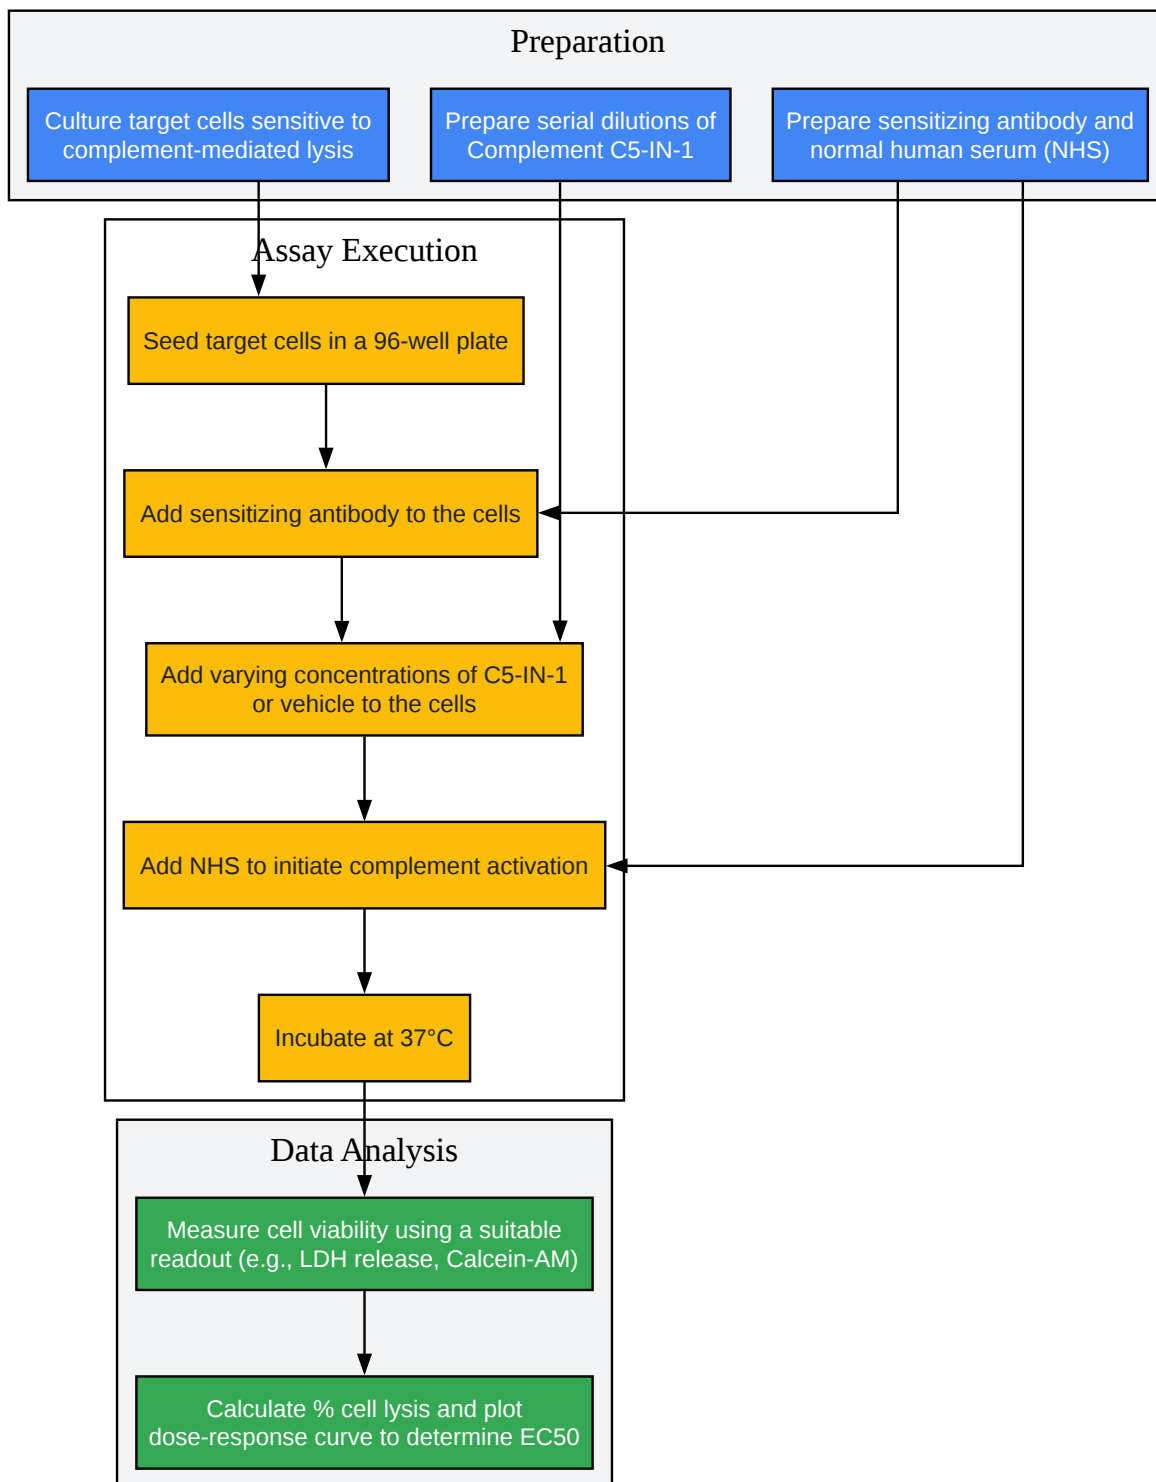 Preparation
Culture target cells sensitive to
complement-mediated lysis
Prepare serial dilutions of
Complement C5-IN-1
Prepare sensitizing antibody and
normal human serum (NHS)
Assay Execution
Seed target cells in a 96-well plate
Add sensitizing antibody to the cells
Add varying concentrations of C5-IN-1
or vehicle to the cells
Add NHS to initiate complement activation
Incubate at 37°C
Data Analysis
Measure cell viability using a suitable
readout (e.g., LDH release, Calcein-AM)
Calculate % cell lysis and plot
dose-response curve to determine EC50